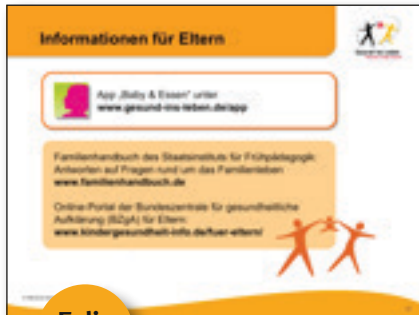 Informationen für Eltern
App „Baby & Essen“ unter
www.gesund-ins-leben.de/app
Familienhandbuch des Staatsinstituts für Frühpädagogik:
Antworten auf Fragen rund um das Familienleben
www.familienhandbuch.de
Online-Portal der Bundeszentrale für gesundheitliche
Aufklärung (BZgA) für Eltern:
www.kindergesundheit-info.de/fuer-eltern/